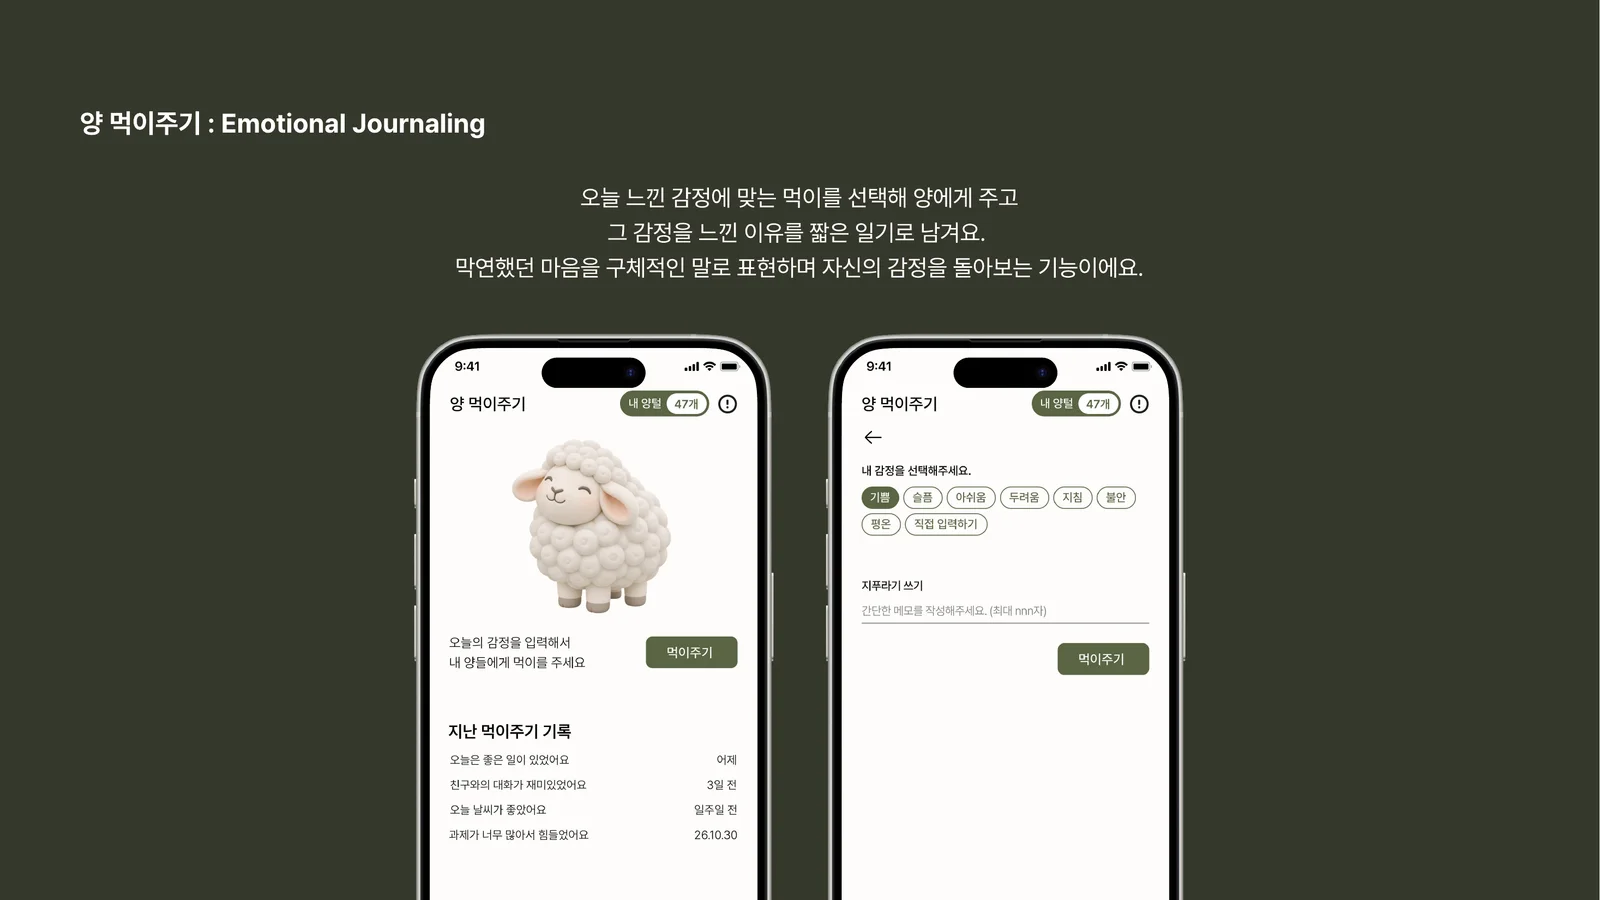 양 먹이주기 : Emotional Journaling
오늘 느낀 감정에 맞는 먹이를 선택해 양에게 주고
그 감정을 느낀 이유를 짧은 일기로 남겨요.
막연했던 마음을 구체적인 말로 표현하며 자신의 감정을 돌아보는 기능이에요.
9:41
양 먹이주기 내 양털 47개
오늘의 감정을 입력해서
내 양들에게 먹이를 주세요
먹이주기
지난 먹이주기 기록
오늘은 좋은 일이 있었어요 어제
친구와의 대화가 재미있었어요 3일 전
오늘 날씨가 좋았어요 일주일 전
과제가 너무 많아서 힘들었어요 26.10.30
9:41
양 먹이주기 내 양털 47개
내 감정을 선택해주세요.
기쁨 슬픔 아쉬움 두려움 지침 불안
평온 직접 입력하기
지푸라기 쓰기
간단한 메모를 작성해주세요. (최대 nnn자)
먹이주기